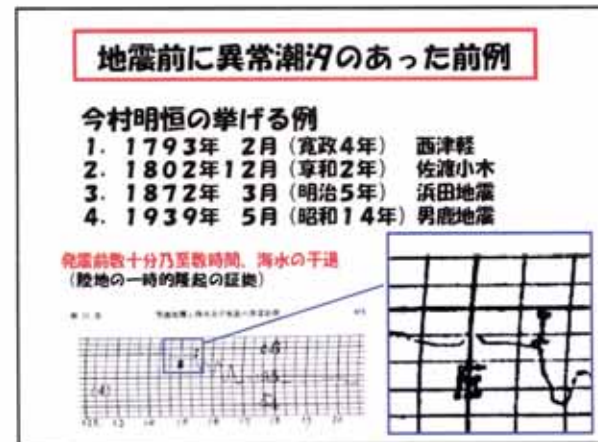 地震前に異常潮汐のあった前例
今村明恒の挙げる例
1. 1793年 2月(寛政4年) 西津軽
2. 1802年12月(享和2年) 佐渡小木
3. 1872年 3月(明治5年) 浜田地震
4. 1939年 5月(昭和14年) 男鹿地震
発震前数十分乃至数時間、海水の干退
(陸地の一時的隆起の証拠)